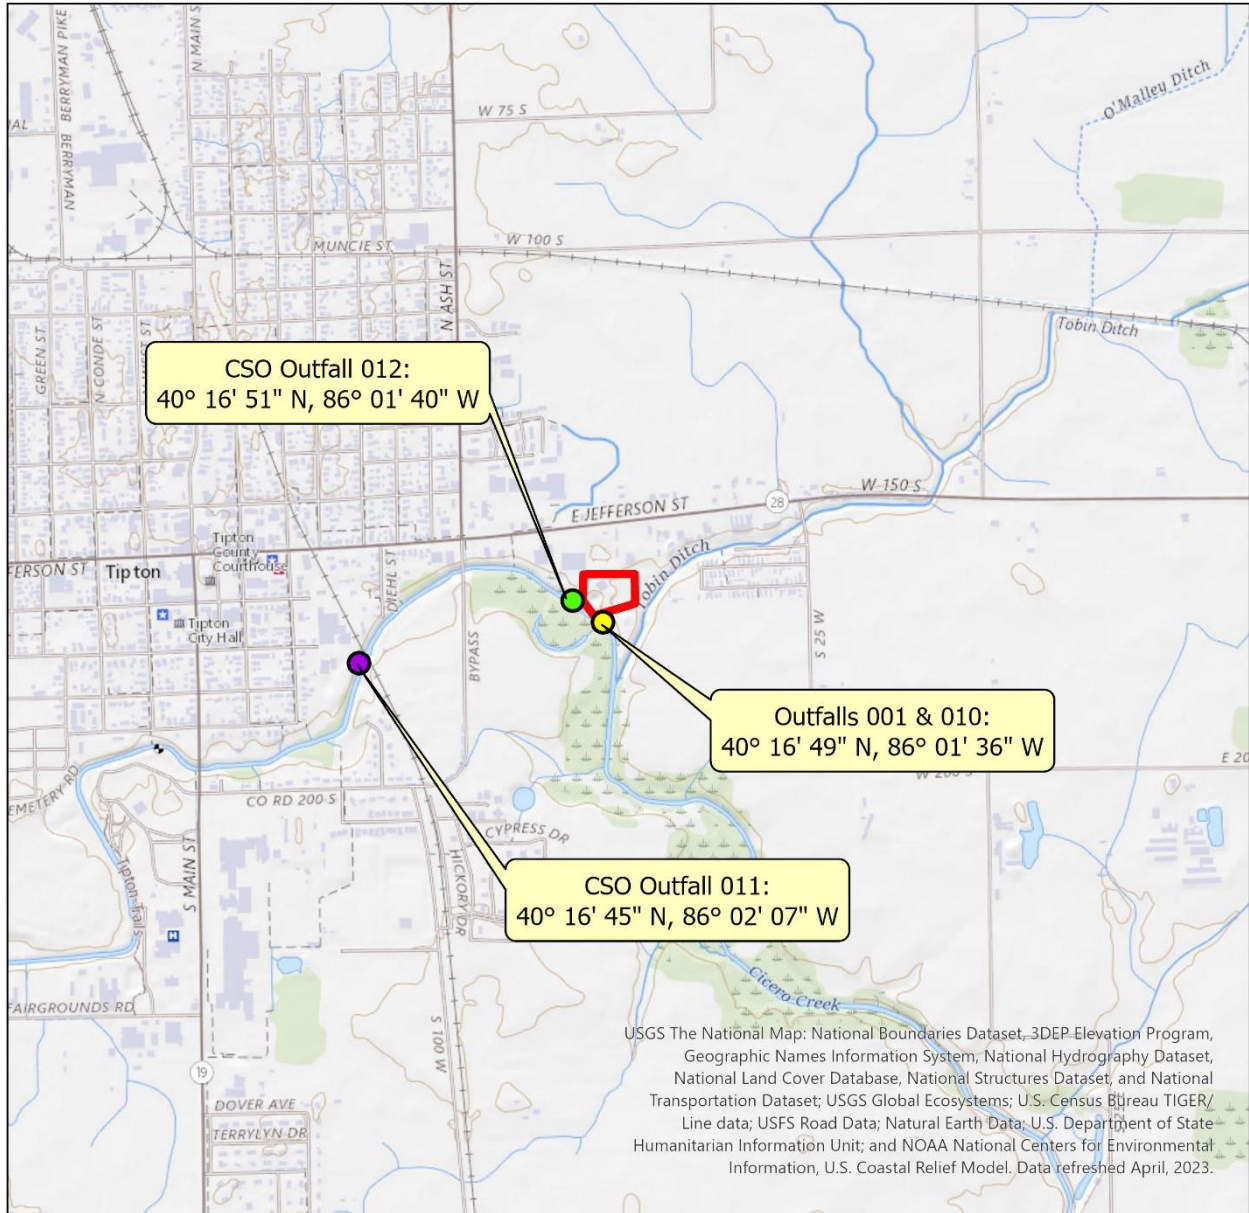 N MAIN S
BERRYMAN PIKE
BERRYMAN
W 75 S
O'Malley Ditch
MUNCIE ST
W 100 S
N ASH ST
Tobin Ditch
GREEN ST
N CONDE ST
CSO Outfall 012:
40° 16' 51" N, 86° 01' 40" W
W 150 S
28
E JEFFERSON ST
Tobin Ditch
Tipton
County
Courthouse
FERSON ST
Tipton
DIEHL ST
Tipton
City Hall
BYPASS
S 25 W
Outfalls 001 & 010:
40° 16' 49" N, 86° 01' 36" W
W 200 S
E 20
EMETERY RD
CO RD 200 S
CYPRESS DR
HICKORY DR
S MAIN ST
Tipton Trails
CSO Outfall 011:
40° 16' 45" N, 86° 02' 07" W
H
Cicero Creek
FAIRGROUNDS RD
S 100 W
19
DOVER AVE
TERRYLYN DR
USGS The National Map: National Boundaries Dataset, 3DEP Elevation Program,
Geographic Names Information System, National Hydrography Dataset,
National Land Cover Database, National Structures Dataset, and National
Transportation Dataset; USGS Global Ecosystems; U.S. Census Bureau TIGER/
Line data; USFS Road Data; Natural Earth Data; U.S. Department of State
Humanitarian Information Unit; and NOAA National Centers for Environmental
Information, U.S. Coastal Relief Model. Data refreshed April, 2023.